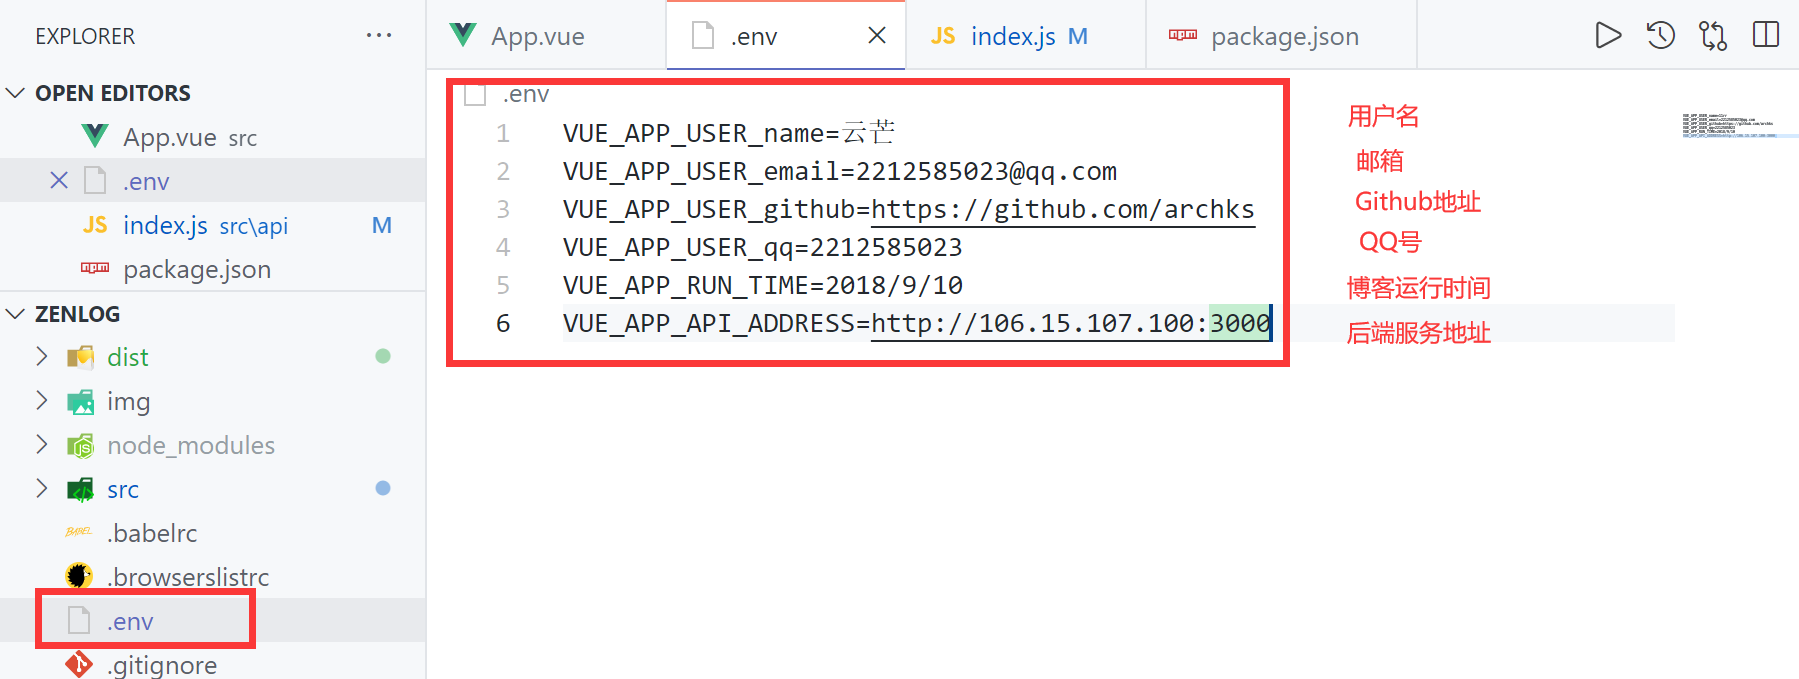 EXPLORER
OPEN EDITORS
App.vue src
.env
JS index.js src\api M
package.json
ZENLOG
dist
img
node_modules
src
BABEL .babelrc
.browserslistrc
.env
.gitignore
App.vue
.env
JS index.js M
package.json
.env
1 VUE_APP_USER_name=云芒
2 VUE_APP_USER_email=2212585023@qq.com
3 VUE_APP_USER_github=https://github.com/archks
4 VUE_APP_USER_qq=2212585023
5 VUE_APP_RUN_TIME=2018/9/10
6 VUE_APP_API_ADDRESS=http://106.15.107.100:3000
用户名
邮箱
Github地址
QQ号
博客运行时间
后端服务地址